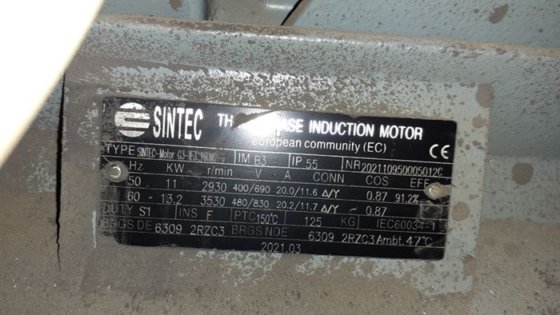 SINTEC TH ASE INDUCTION MOTOR
european community (EC) CE
TYPE SINTEC-Motor IM B3 IP 55 NR 2021109500050120
Hz KW r/min V A CONN COS EFF
50 11 2930 400/690 20.0/11.6 Δ/Y 0.87 91.2%
60 13.2 3530 480/830 20.2/11.7 Δ/Y 0.87
DUTY S1 INS F PTC 150℃ 125 KG IEC60034-1
BRGS DE 6309 2RZC3 BRGS NDE 6309 2RZC3 Ambt. 47℃
2021.03